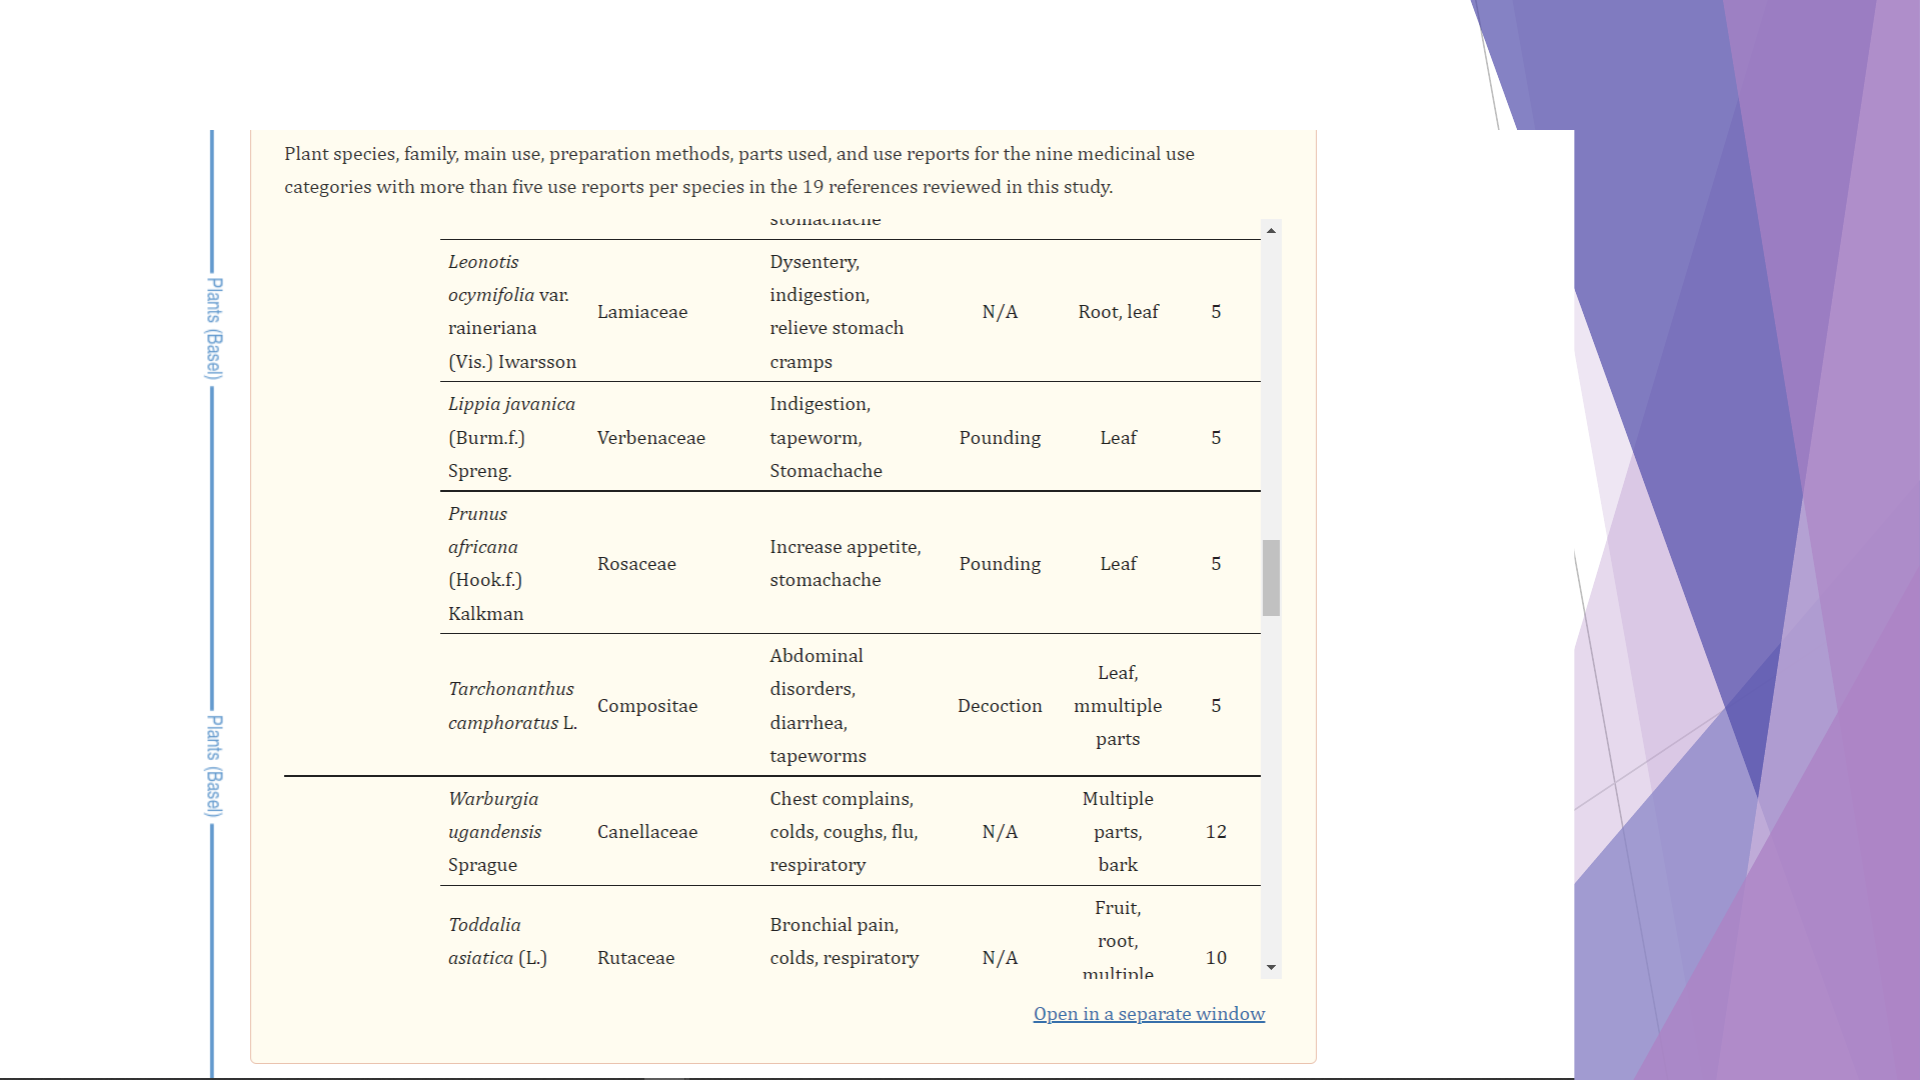 Plant species, family, main use, preparation methods, parts used, and use reports for the nine medicinal use
categories with more than five use reports per species in the 19 references reviewed in this study.
stomachache
Leonotis
ocymifolia var.
raineriana
(Vis.) Iwarsson
Lamiaceae
Dysentery,
indigestion,
relieve stomach
cramps
N/A
Root, leaf
5
Lippia javanica
(Burm.f.)
Spreng.
Verbenaceae
Indigestion,
tapeworm,
Stomachache
Pounding
Leaf
5
Prunus
africana
(Hook.f.)
Kalkman
Rosaceae
Increase appetite,
stomachache
Pounding
Leaf
5
Tarchonanthus
camphoratus L.
Compositae
Abdominal
disorders,
diarrhea,
tapeworms
Decoction
Leaf,
mmultiple
parts
5
Warburgia
ugandensis
Sprague
Canellaceae
Chest complains,
colds, coughs, flu,
respiratory
N/A
Multiple
parts,
bark
12
Toddalia
asiatica (L.)
Rutaceae
Bronchial pain,
colds, respiratory
N/A
Fruit,
root,
multiple
10
Open in a separate window
Plants (Basel)
Plants (Basel)